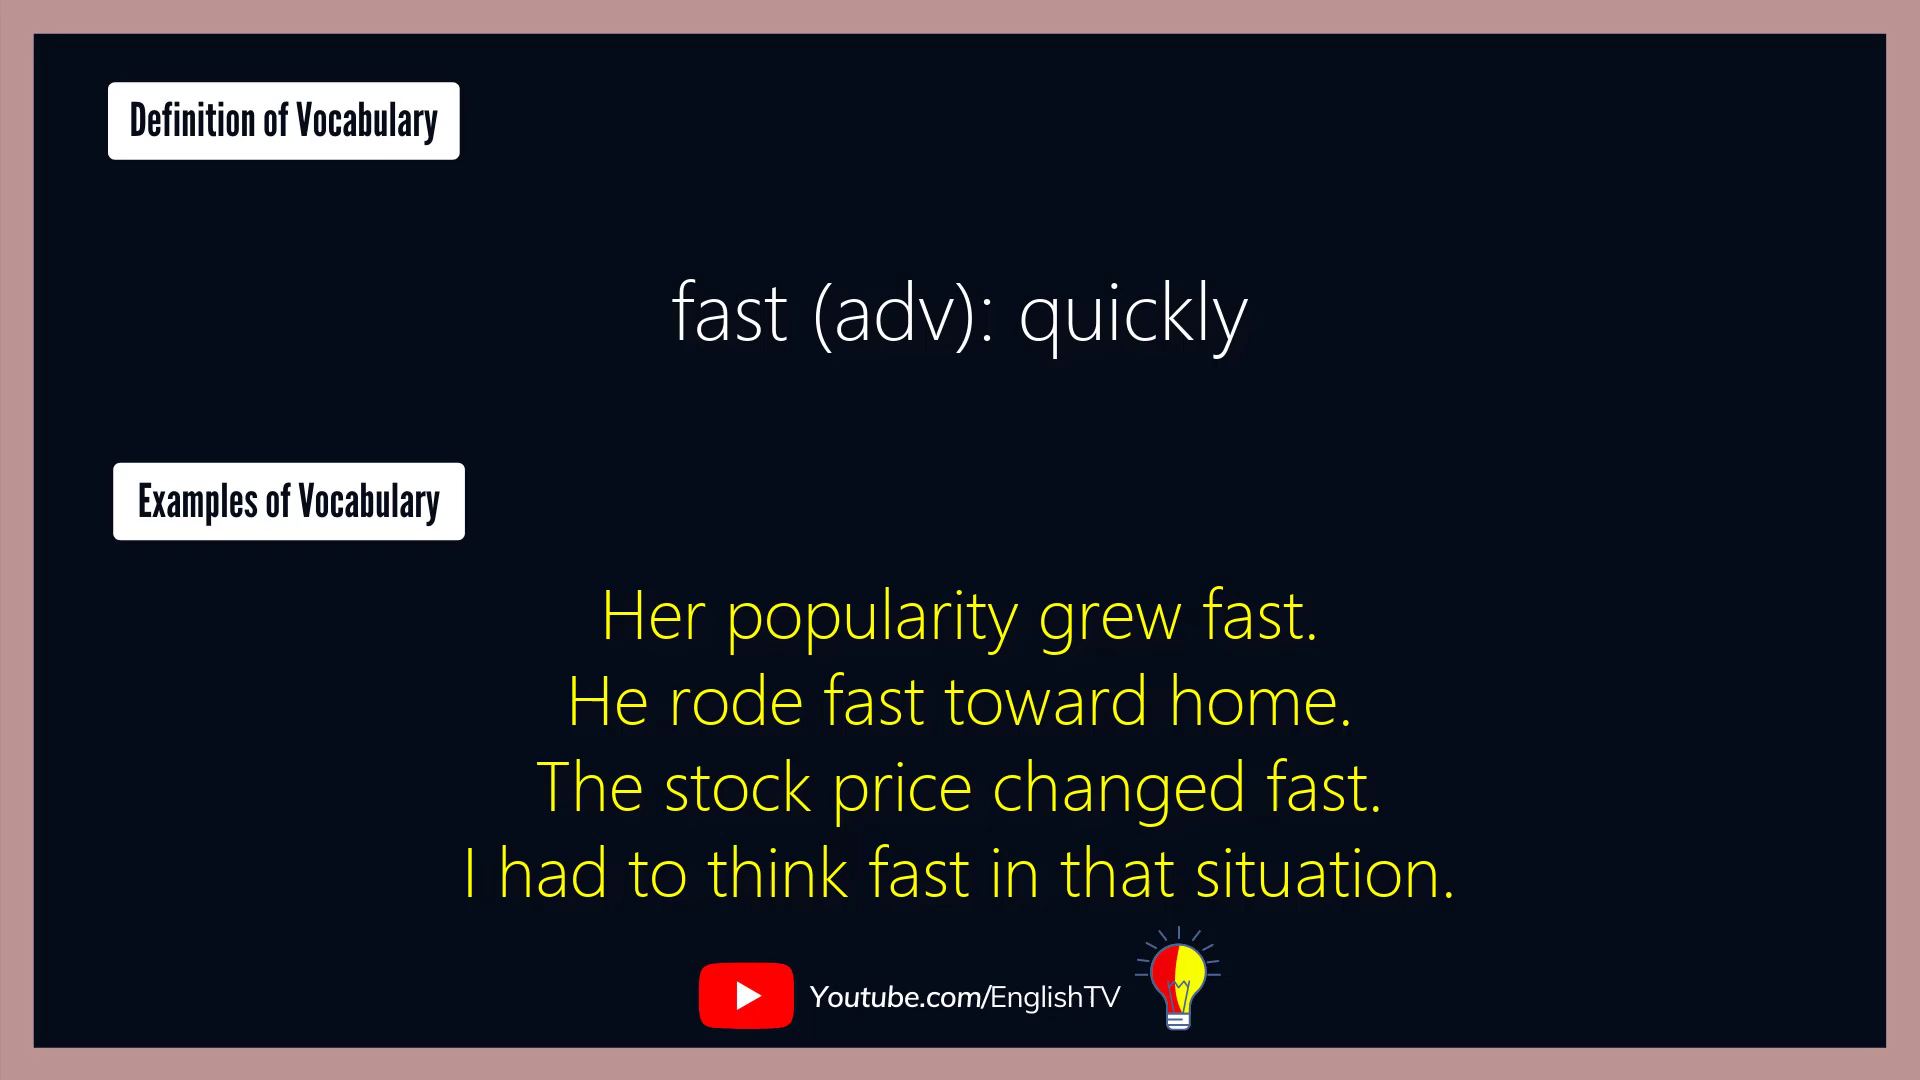 Definition of Vocabulary
fast (adv): quickly
Examples of Vocabulary
Her popularity grew fast.
He rode fast toward home.
The stock price changed fast.
I had to think fast in that situation.
Youtube.com/EnglishTV